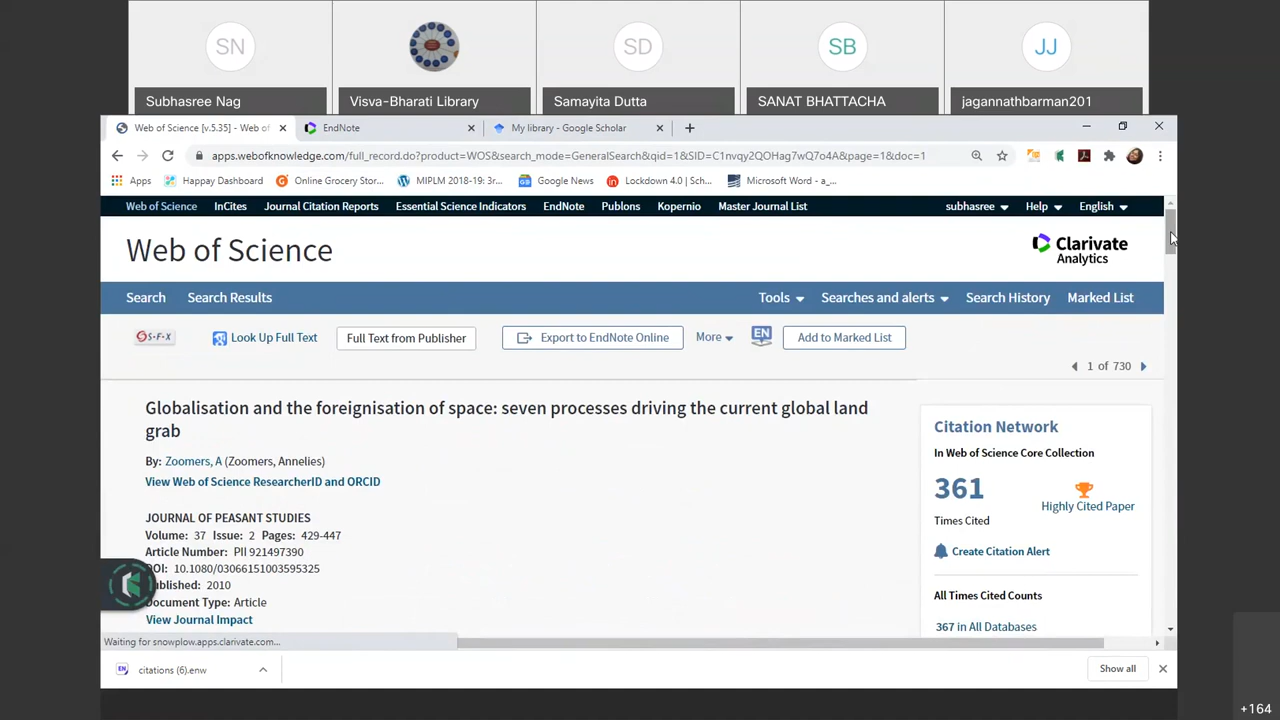 SN
SD
SB
JJ
Subhasree Nag
Visva-Bharati Library
Samayita Dutta
SANAT BHATTACHA
jagannathbarman201
Web of Science [v.5.35] - Web of
EndNote
My library - Google Scholar
apps.webofknowledge.com/full_record.do?product=WOS&search_mode=GeneralSearch&qid=1&SID=C1nvqy2QOHag7wQ7o4A&page=1&doc=1
Apps
Happay Dashboard
Online Grocery Stor...
MIPLM 2018-19: 3r...
Google News
Lockdown 4.0 | Sch...
Microsoft Word - a_...
Web of Science InCites Journal Citation Reports Essential Science Indicators EndNote Publons Kopernio Master Journal List subhasree Help English
Web of Science
Clarivate
Analytics
Search Search Results Tools Searches and alerts Search History Marked List
S·F·X Look Up Full Text Full Text from Publisher Export to EndNote Online More EN Add to Marked List
1 of 730
Globalisation and the foreignisation of space: seven processes driving the current global land
grab
By: Zoomers, A (Zoomers, Annelies)
View Web of Science ResearcherID and ORCID
JOURNAL OF PEASANT STUDIES
Volume: 37 Issue: 2 Pages: 429-447
Article Number: PII 921497390
DOI: 10.1080/03066151003595325
ublished: 2010
Document Type: Article
View Journal Impact
Citation Network
In Web of Science Core Collection
361
Highly Cited Paper
Times Cited
Create Citation Alert
All Times Cited Counts
367 in All Databases
Waiting for snowplow.apps.clarivate.com...
EN citations (6).enw
Show all
+164